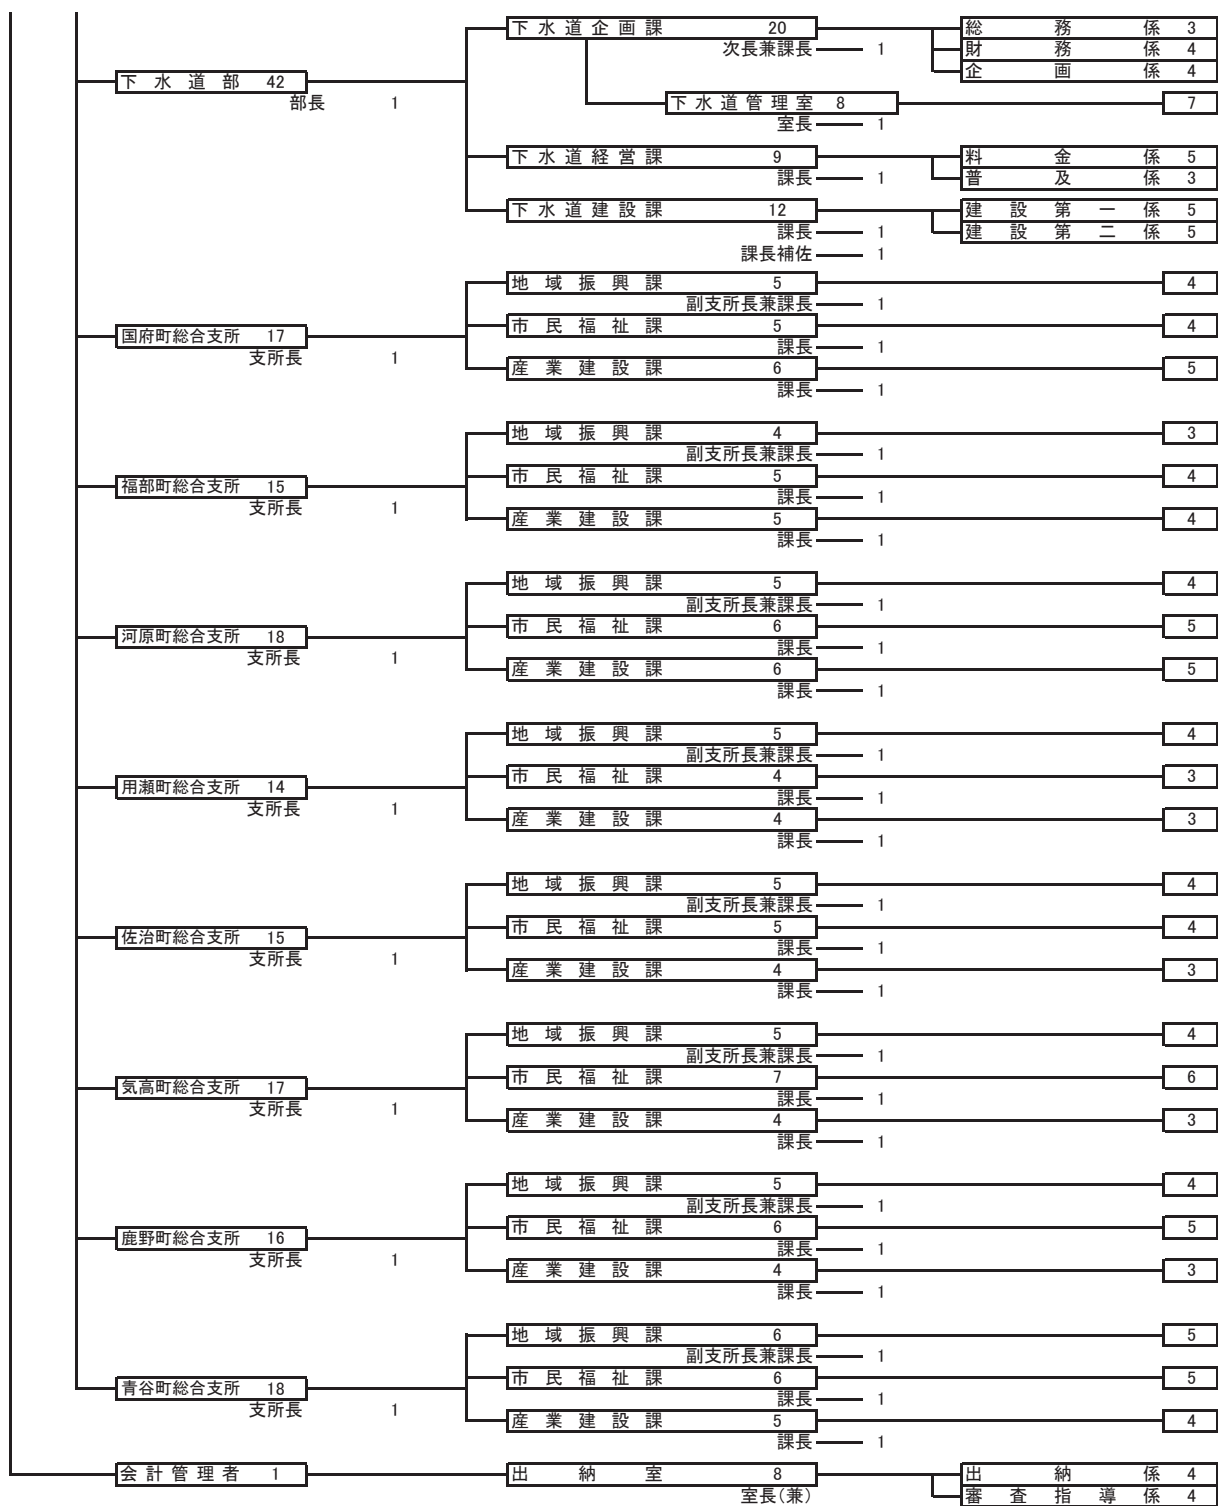 下水道企画課 20 総務係 3
次長兼課長 1 財務係 4
下水道部 42 企画係 4
部長 1 下水道管理室 8 7
室長 1
下水道経営課 9 料金係 5
課長 1 普及係 3
下水道建設課 12 建設第一係 5
課長 1 建設第二係 5
課長補佐 1
地域振興課 5 4
副支所長兼課長 1
市民福祉課 5 4
国府町総合支所 17
支所長 1 課長 1
産業建設課 6 5
課長 1
地域振興課 4 3
副支所長兼課長 1
市民福祉課 5 4
福部町総合支所 15
支所長 1 課長 1
産業建設課 5 4
課長 1
地域振興課 5 4
副支所長兼課長 1
市民福祉課 6 5
河原町総合支所 18
支所長 1 課長 1
産業建設課 6 5
課長 1
地域振興課 5 4
副支所長兼課長 1
市民福祉課 4 3
用瀬町総合支所 14
支所長 1 課長 1
産業建設課 4 3
課長 1
地域振興課 5 4
副支所長兼課長 1
市民福祉課 5 4
佐治町総合支所 15
支所長 1 課長 1
産業建設課 4 3
課長 1
地域振興課 5 4
副支所長兼課長 1
市民福祉課 7 6
気高町総合支所 17
支所長 1 課長 1
産業建設課 4 3
課長 1
地域振興課 5 4
副支所長兼課長 1
市民福祉課 6 5
鹿野町総合支所 16
支所長 1 課長 1
産業建設課 4 3
課長 1
地域振興課 6 5
副支所長兼課長 1
市民福祉課 6 5
青谷町総合支所 18
支所長 1 課長 1
産業建設課 5 4
課長 1
会計管理者 1 出納室 8 出納係 4
室長(兼) 審査指導係 4